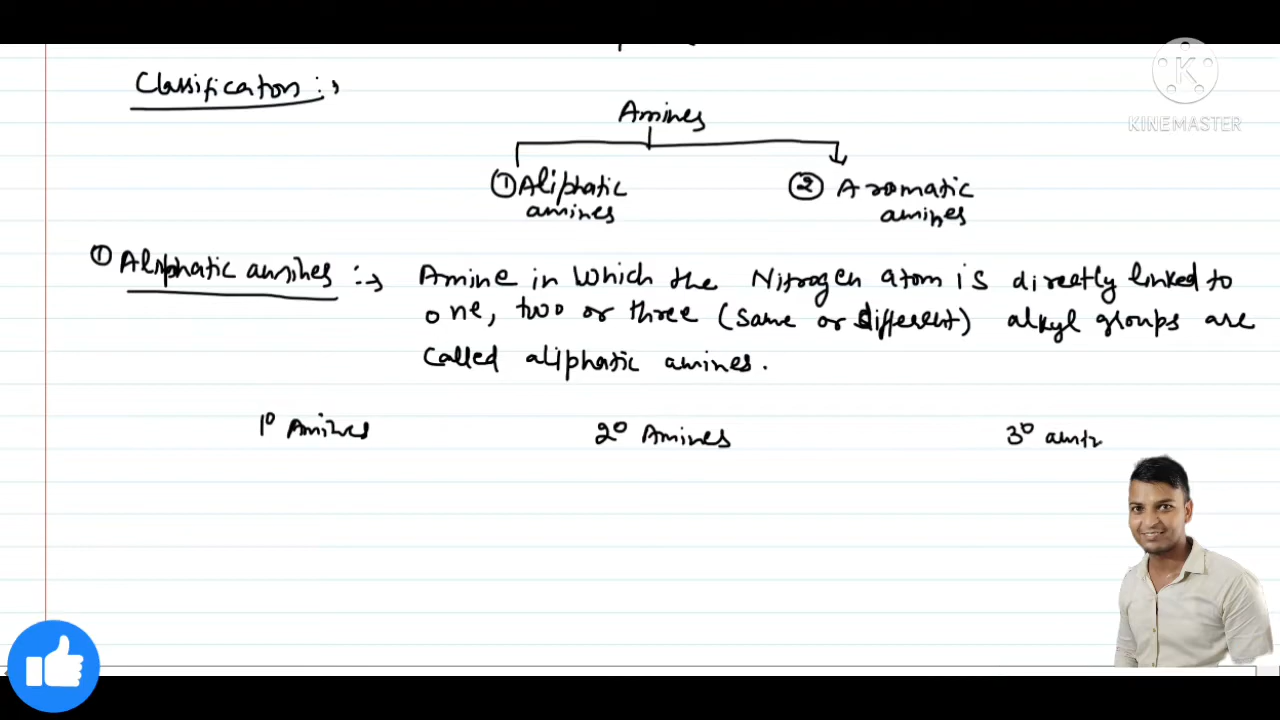 Classification :→
KINEMASTER
Amines
① Aliphatic
amines
② Aromatic
amines
① Aliphatic amines :→ Amine in which the Nitrogen atom is directly linked to
one, two or three (same or different) alkyl groups are
called aliphatic amines.
1° Amines 2° Amines 3° amin